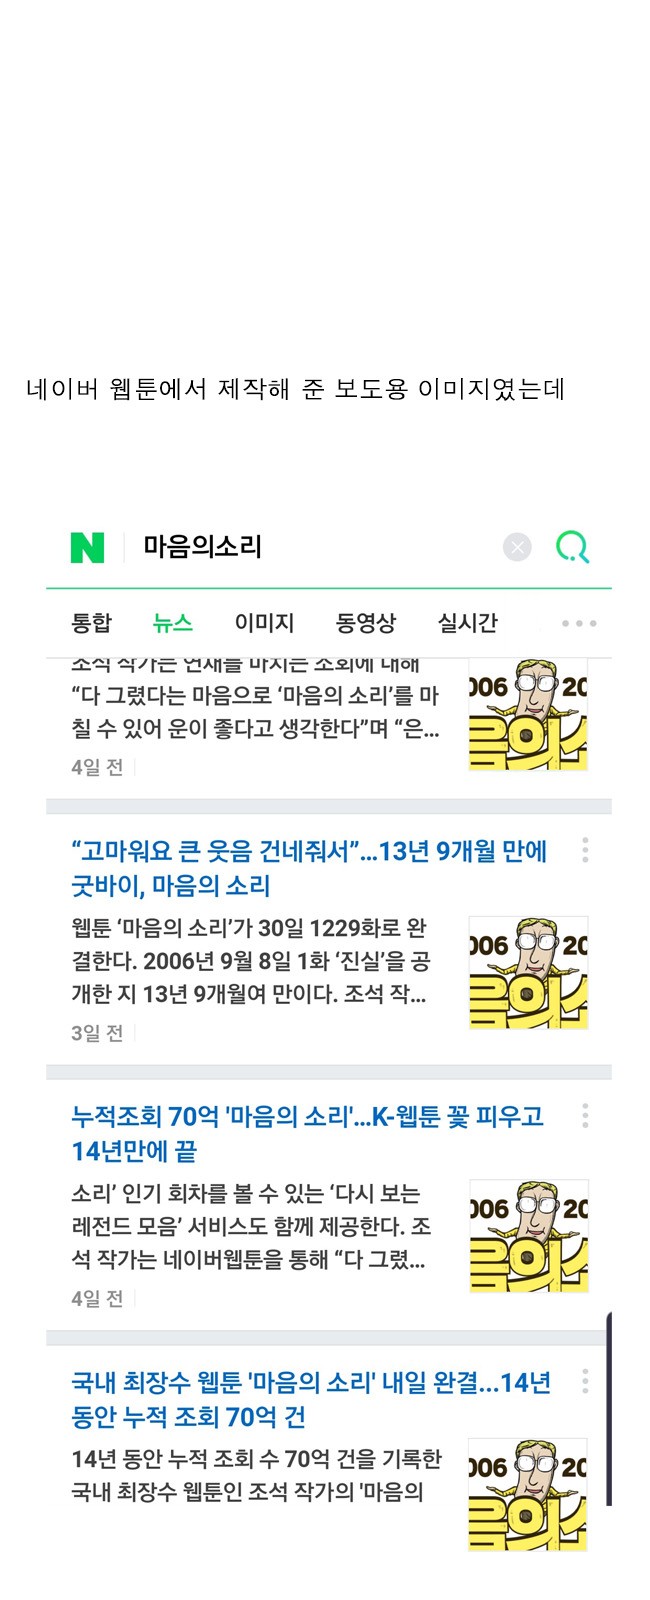 네이버 웹툰에서 제작해 준 보도용 이미지였는데
N 마음의소리
통합 뉴스 이미지 동영상 실시간
조석 작가는 연재를 마치는 소회에 대해
“다 그렸다는 마음으로 ‘마음의 소리’를 마
칠 수 있어 운이 좋다고 생각한다”며 “은...
4일 전
006 20
음의소
“고마워요 큰 웃음 건네줘서”...13년 9개월 만에
굿바이, 마음의 소리
웹툰 ‘마음의 소리’가 30일 1229화로 완
결한다. 2006년 9월 8일 1화 ‘진실’을 공
개한 지 13년 9개월여 만이다. 조석 작...
3일 전
006 20
음의소
누적조회 70억 '마음의 소리'...K-웹툰 꽃 피우고
14년만에 끝
소리’ 인기 회차를 볼 수 있는 ‘다시 보는
레전드 모음’ 서비스도 함께 제공한다. 조
석 작가는 네이버웹툰을 통해 “다 그렸...
4일 전
006 20
음의소
국내 최장수 웹툰 '마음의 소리' 내일 완결...14년
동안 누적 조회 70억 건
14년 동안 누적 조회 수 70억 건을 기록한
국내 최장수 웹툰인 조석 작가의 '마음의
006 20
음의소